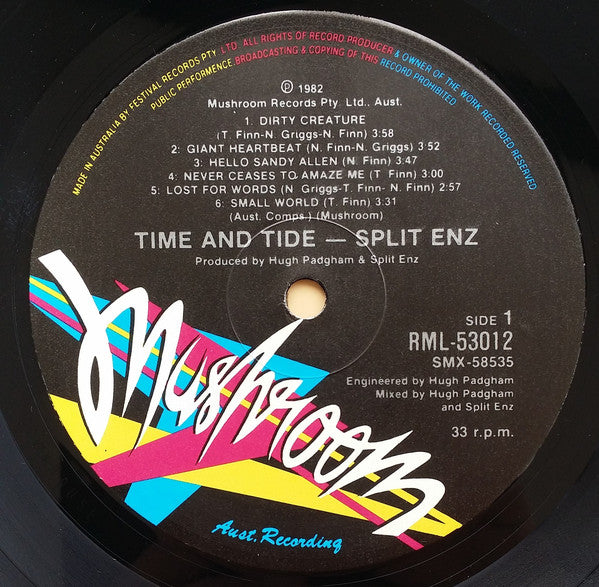 MADE IN AUSTRALIA BY FESTIVAL RECORDS PTY. LTD. ALL RIGHTS OF RECORD PRODUCER & OWNER OF THE WORK RECORDED RESERVED
PUBLIC PERFORMENCE, BROADCASTING & COPYING OF THIS RECORD PROHIBITED
℗ 1982
Mushroom Records Pty. Ltd., Aust.
1. DIRTY CREATURE
(T. Finn-N. Griggs-N. Finn) 3:58
2: GIANT HEARTBEAT (N. Finn-N. Griggs) 3:52
3: HELLO SANDY ALLEN (N. Finn) 3:47
4: NEVER CEASES TO AMAZE ME (T. Finn) 3:00
5: LOST FOR WORDS (N. Griggs-T. Finn- N. Finn) 2:57
6: SMALL WORLD (T. Finn) 3.31
(Aust. Comps.) (Mushroom)
TIME AND TIDE — SPLIT ENZ
Produced by Hugh Padgham & Split Enz
SIDE 1
RML-53012
SMX-58535
Engineered by Hugh Padgham
Mixed by Hugh Padgham
and Split Enz
33 r.p.m.
Mushroom
Aust. Recording